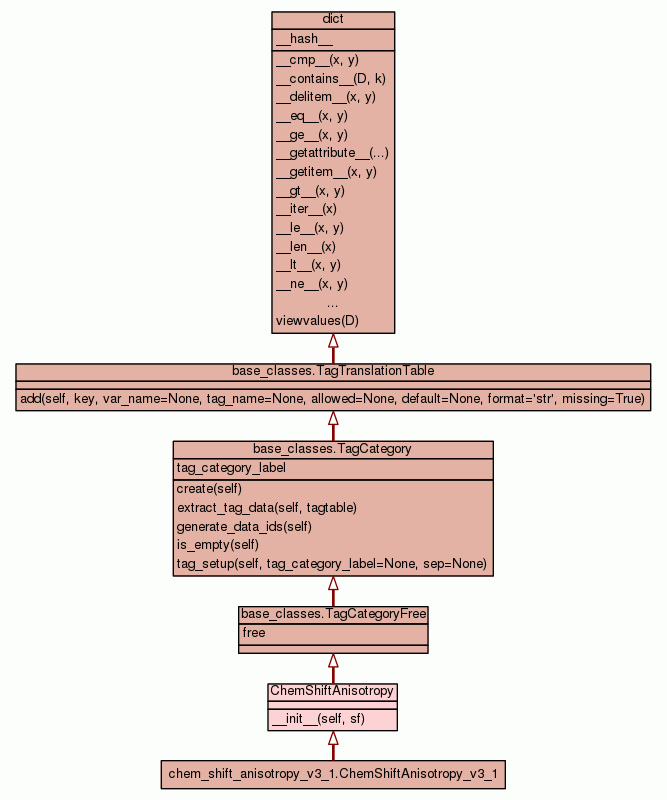 dict
__hash__
__cmp__(x, y)
__contains__(D, k)
__delitem__(x, y)
__eq__(x, y)
__ge__(x, y)
__getattribute__(...)
__getitem__(x, y)
__gt__(x, y)
__iter__(x)
__le__(x, y)
__len__(x)
__lt__(x, y)
__ne__(x, y)
...
viewvalues(D)
base_classes.TagTranslationTable
add(self, key, var_name=None, tag_name=None, allowed=None, default=None, format='str', missing=True)
base_classes.TagCategory
tag_category_label
create(self)
extract_tag_data(self, tagtable)
generate_data_ids(self)
is_empty(self)
tag_setup(self, tag_category_label=None, sep=None)
base_classes.TagCategoryFree
free
ChemShiftAnisotropy
__init__(self, sf)
chem_shift_anisotropy_v3_1.ChemShiftAnisotropy_v3_1